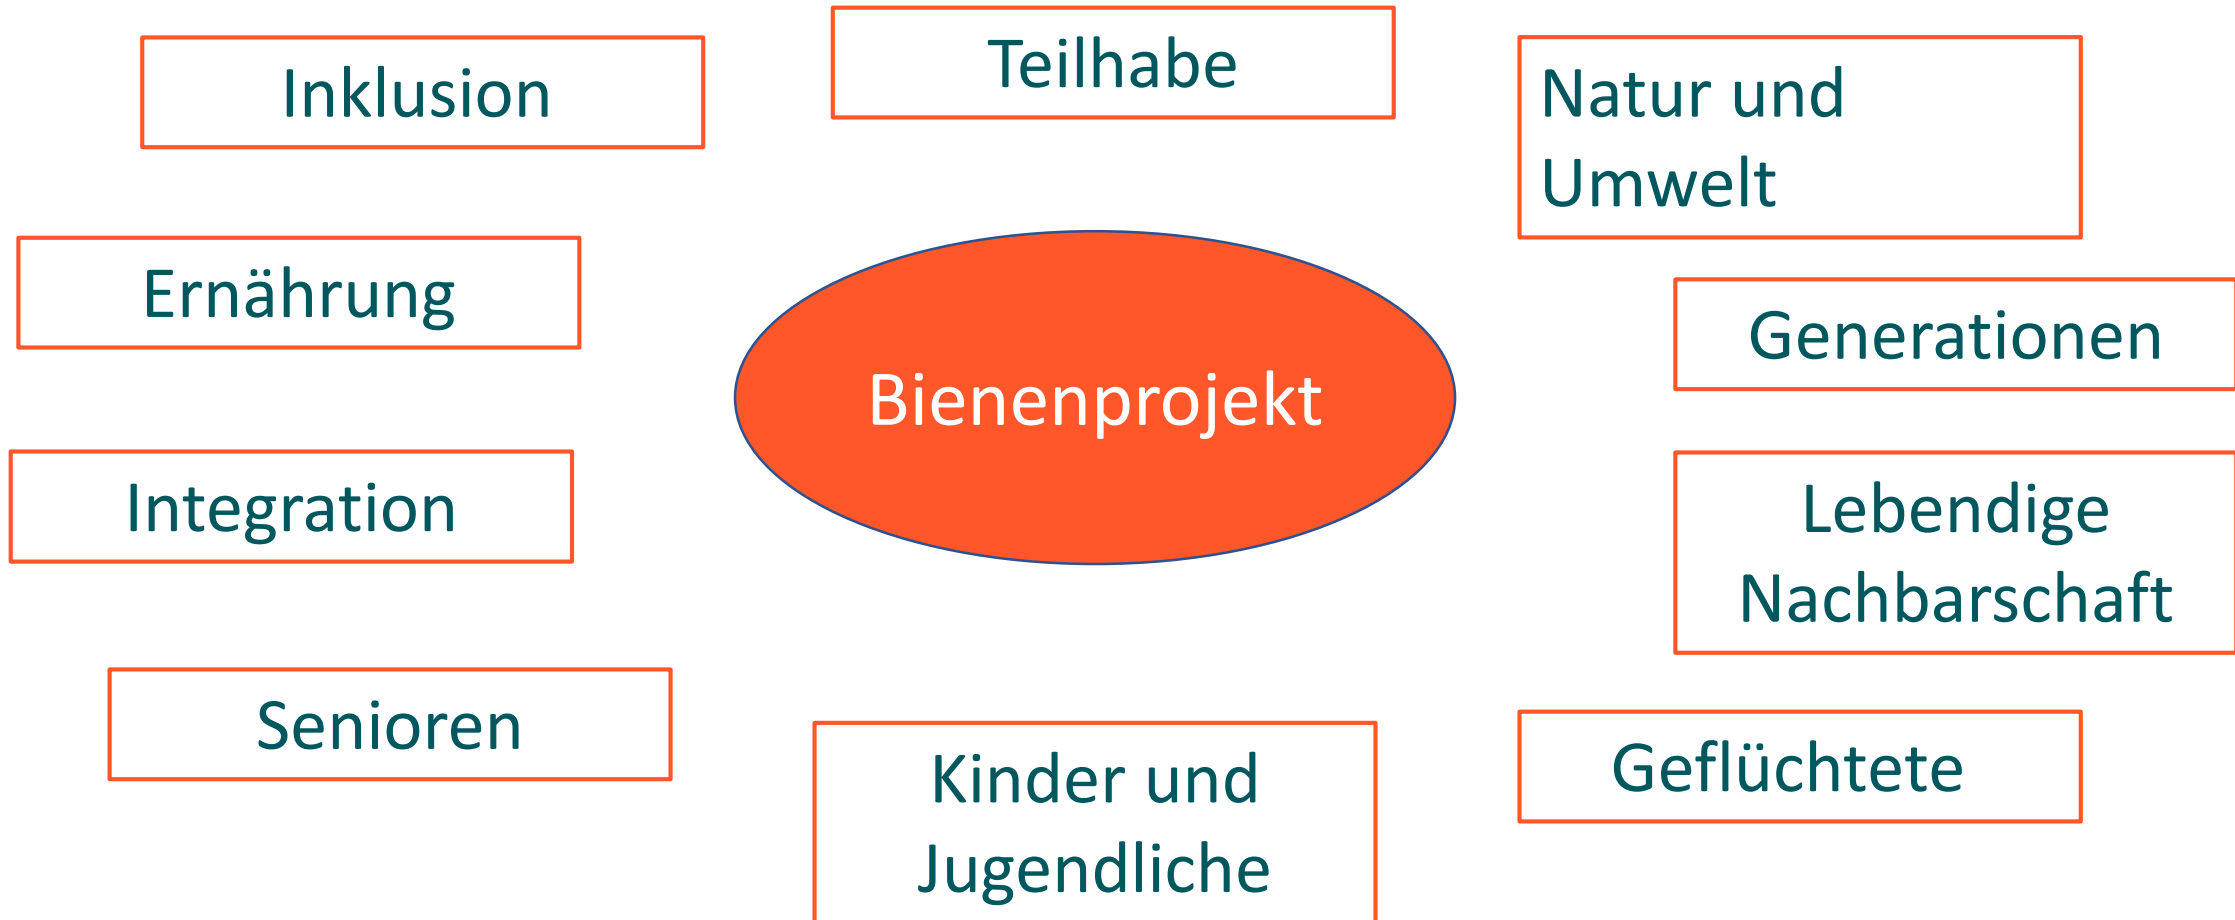 Inklusion
Teilhabe
Natur und
Umwelt
Ernährung
Generationen
Bienenprojekt
Integration
Lebendige
Nachbarschaft
Senioren
Kinder und
Jugendliche
Geflüchtete